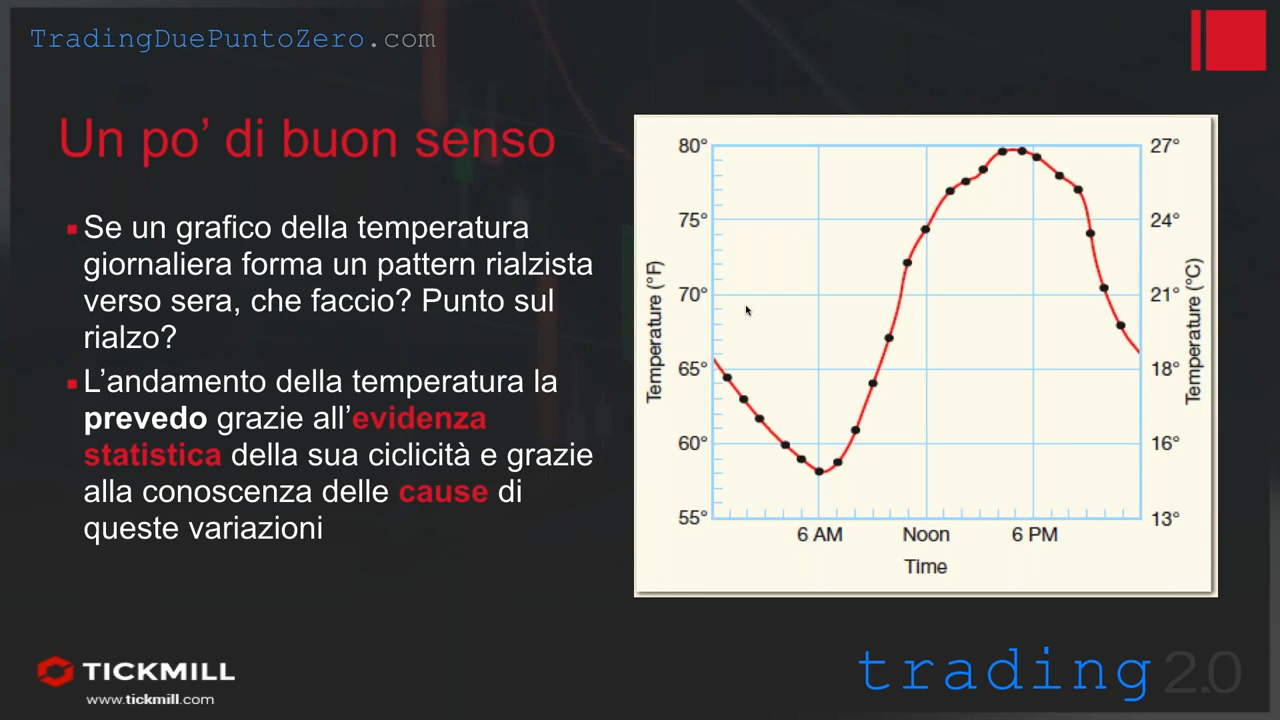 TradingDuePuntoZero.com
Un po’ di buon senso
Se un grafico della temperatura
giornaliera forma un pattern rialzista
verso sera, che faccio? Punto sul
rialzo?
L’andamento della temperatura la
prevedo grazie all’evidenza
statistica della sua ciclicità e grazie
alla conoscenza delle cause di
queste variazioni
80°
75°
70°
65°
60°
55°
Temperature (°F)
27°
24°
21°
18°
16°
13°
Temperature (°C)
6 AM Noon 6 PM
Time
TICKMILL
www.tickmill.com
trading 2.0